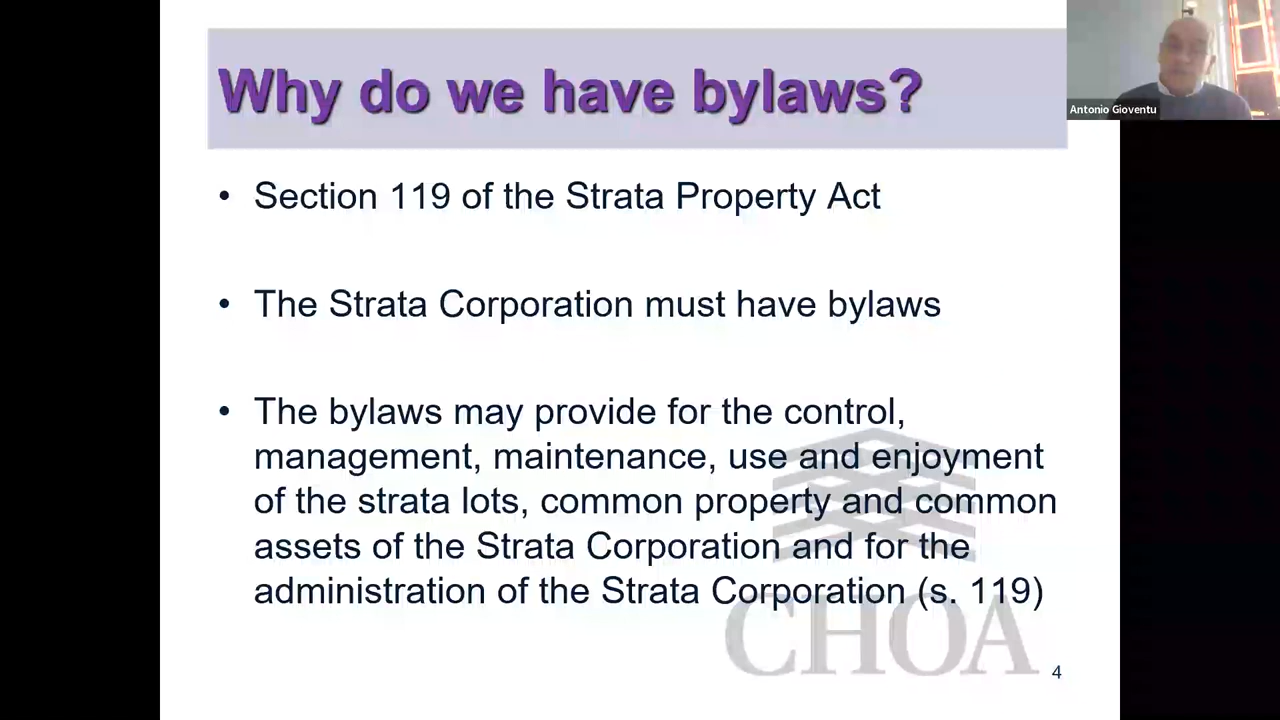 Why do we have bylaws?
Antonio Gioventu
• Section 119 of the Strata Property Act
• The Strata Corporation must have bylaws
• The bylaws may provide for the control,
management, maintenance, use and enjoyment
of the strata lots, common property and common
assets of the Strata Corporation and for the
administration of the Strata Corporation (s. 119)
CHOA
4